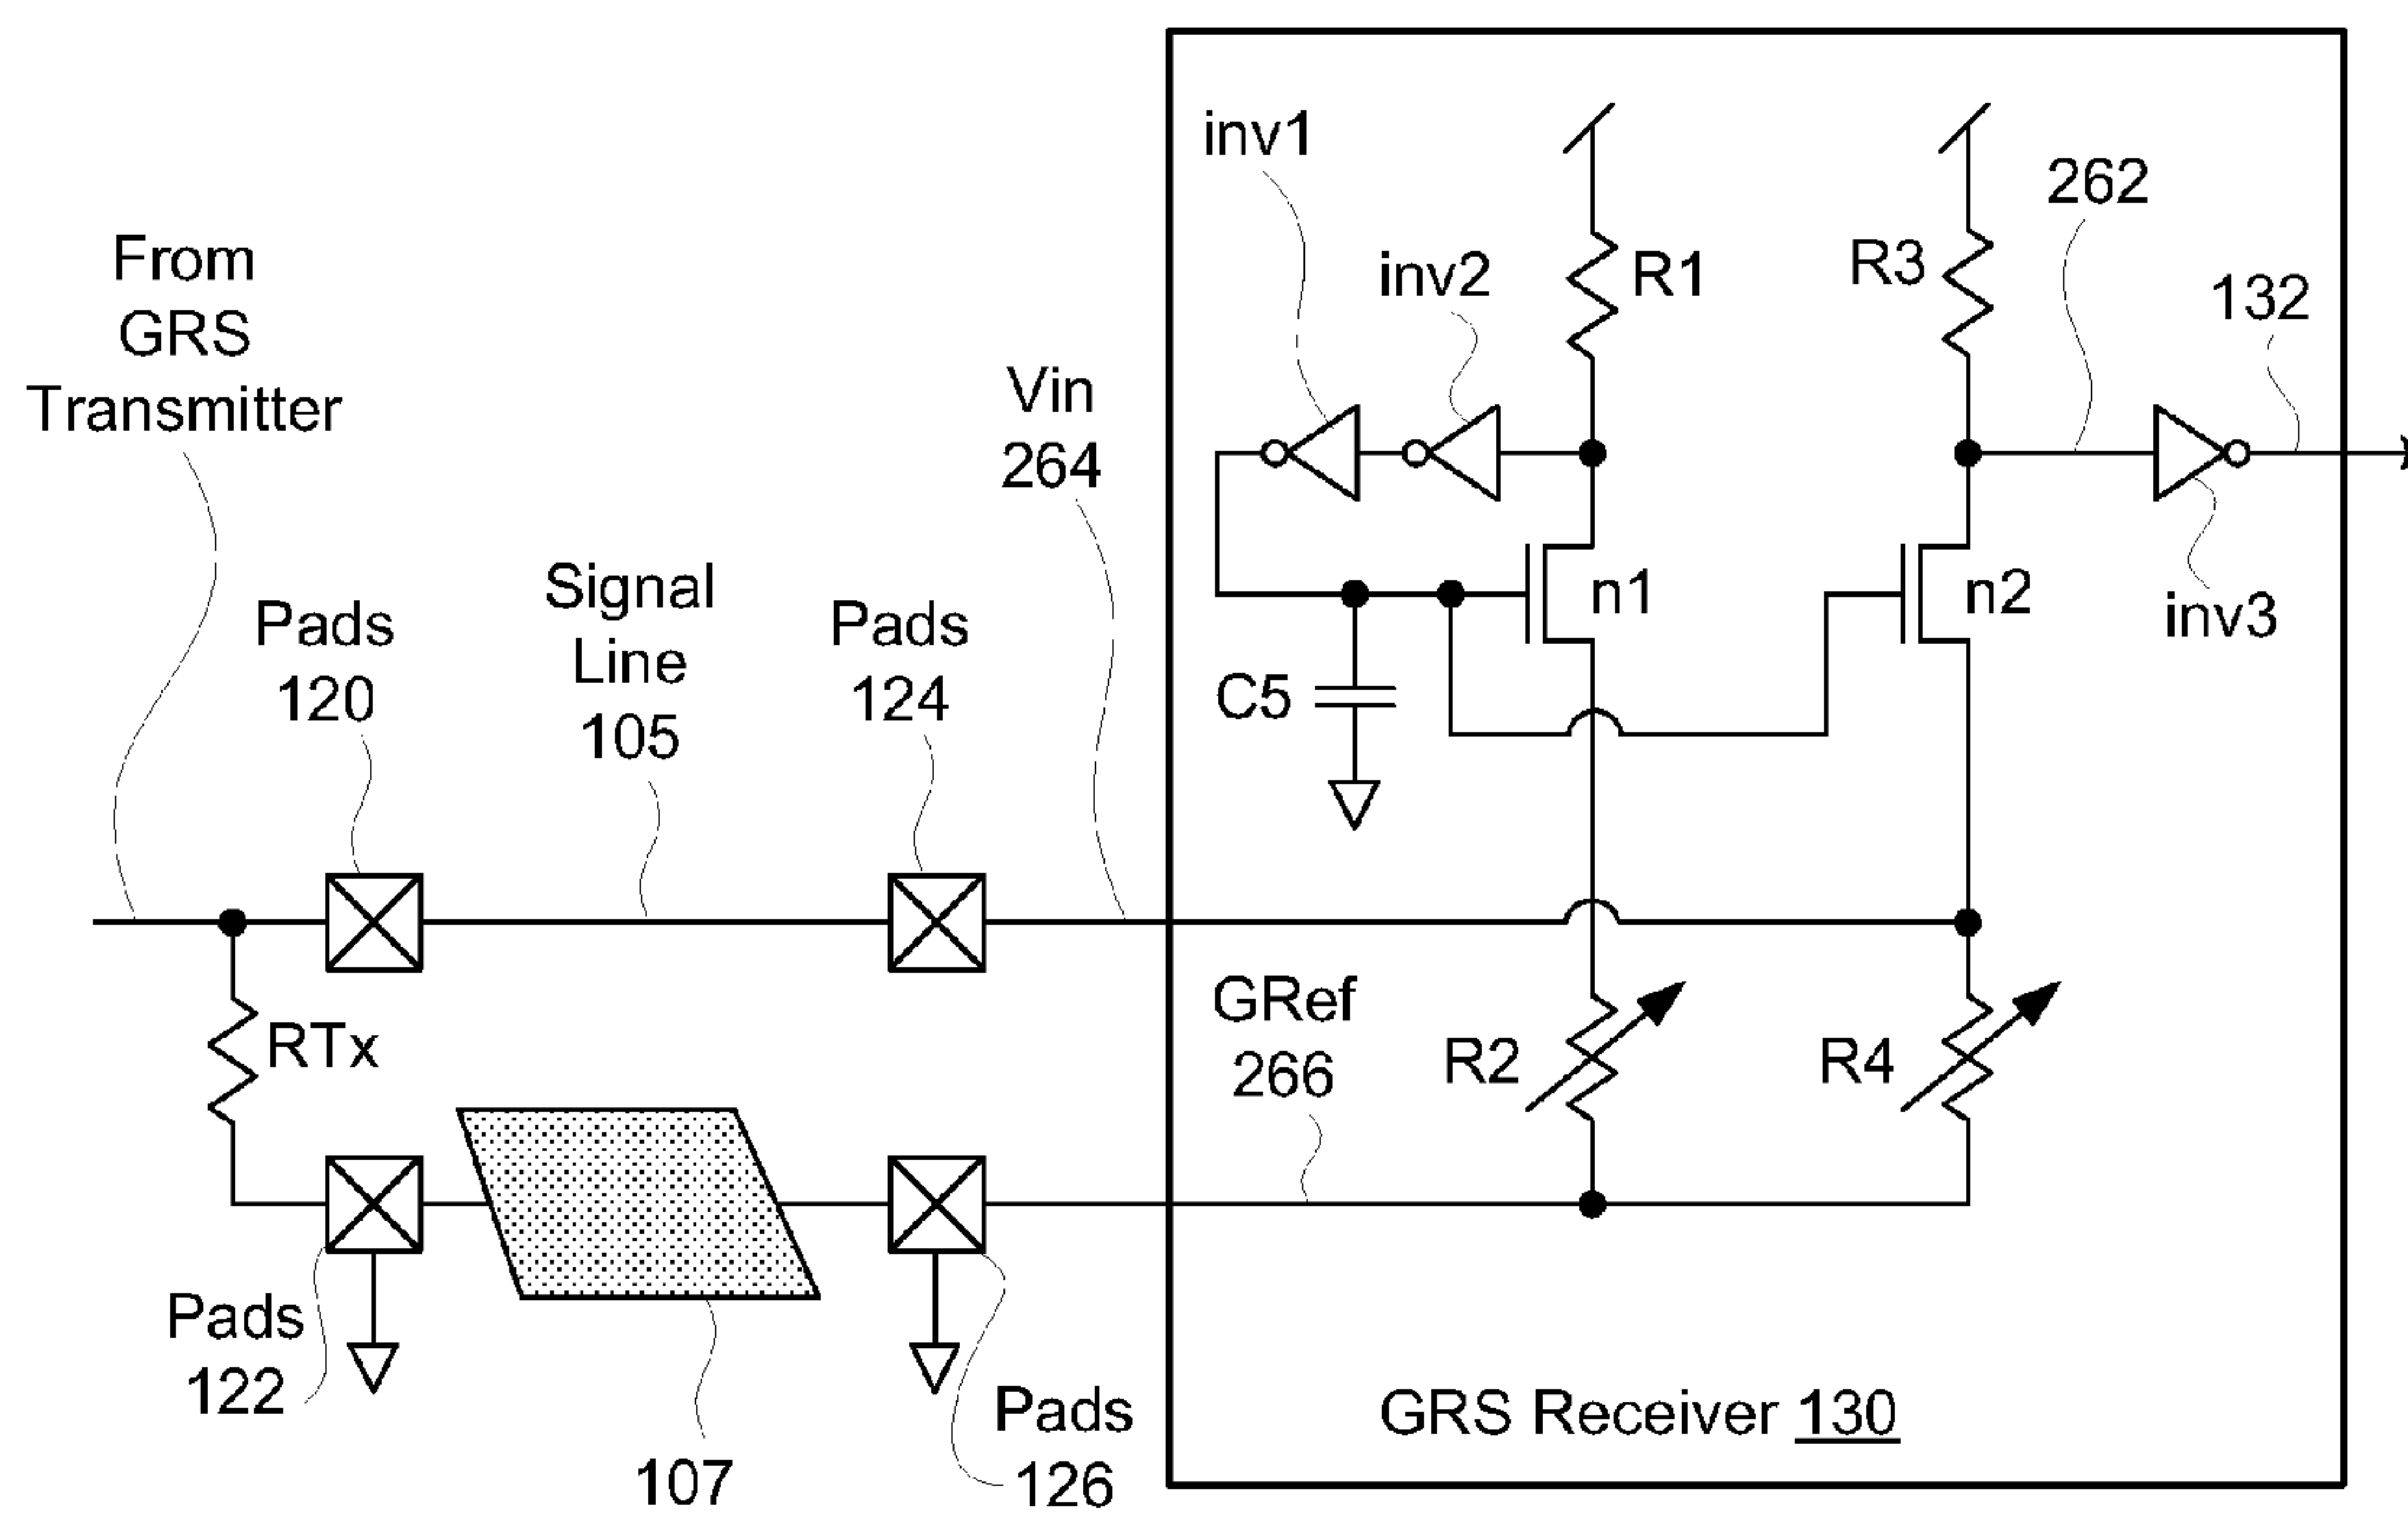 inv1
262
From
GRS
Transmitter
inv2
R1
R3
132
Vin
264
Signal
Line
105
Pads
120
Pads
124
n1
n2
inv3
C5
RTx
GRef
266
R2
R4
Pads
122
107
Pads
126
GRS Receiver 130